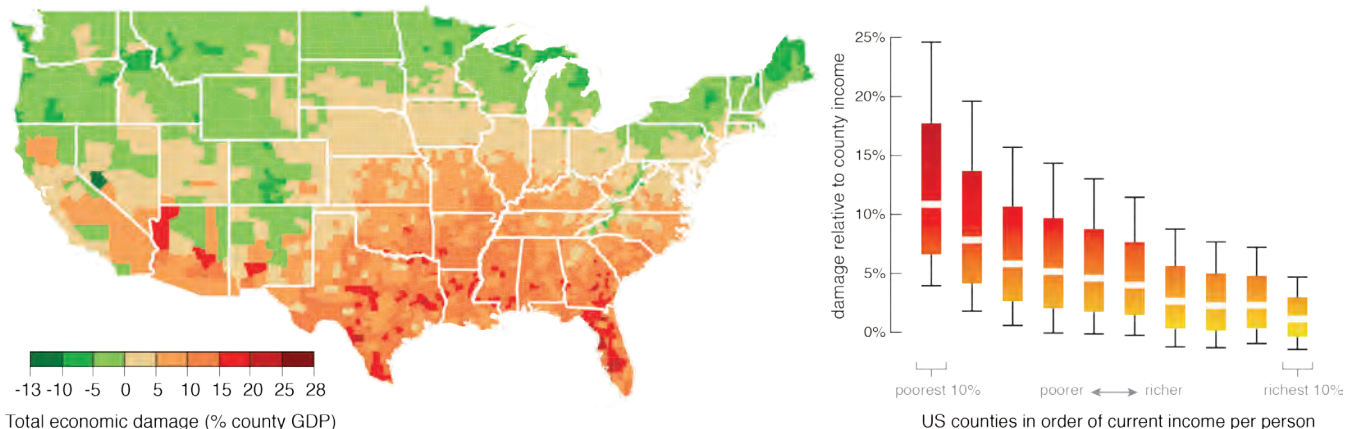 -13 -10 -5 0 5 10 15 20 25 28
Total economic damage (% county GDP)
damage relative to county income
25%
20%
15%
10%
5%
0%
poorest 10% poorer richer richest 10%
US counties in order of current income per person